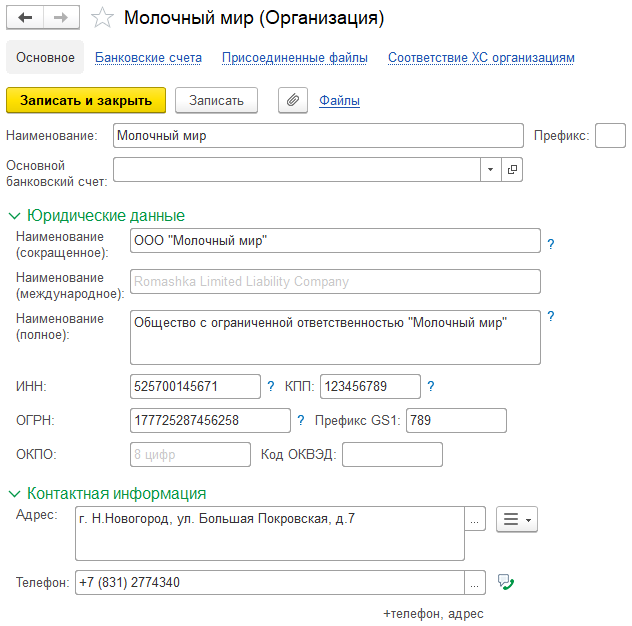 Молочный мир (Организация)
Основное Банковские счета Присоединенные файлы Соответствие ХС организациям
Записать и закрыть Записать Файлы
Наименование: Молочный мир Префикс:
Основной
банковский счет:
Юридические данные
Наименование
(сокращенное): ООО "Молочный мир" ?
Наименование
(международное): Romashka Limited Liability Company
Наименование
(полное): Общество с ограниченной ответственностью "Молочный мир" ?
ИНН: 525700145671 ? КПП: 123456789 ?
ОГРН: 177725287456258 ? Префикс GS1: 789
ОКПО: 8 цифр Код ОКВЭД:
Контактная информация
Адрес: г. Н.Новогород, ул. Большая Покровская, д.7 ...
Телефон: +7 (831) 2774340 ...
+телефон, адрес